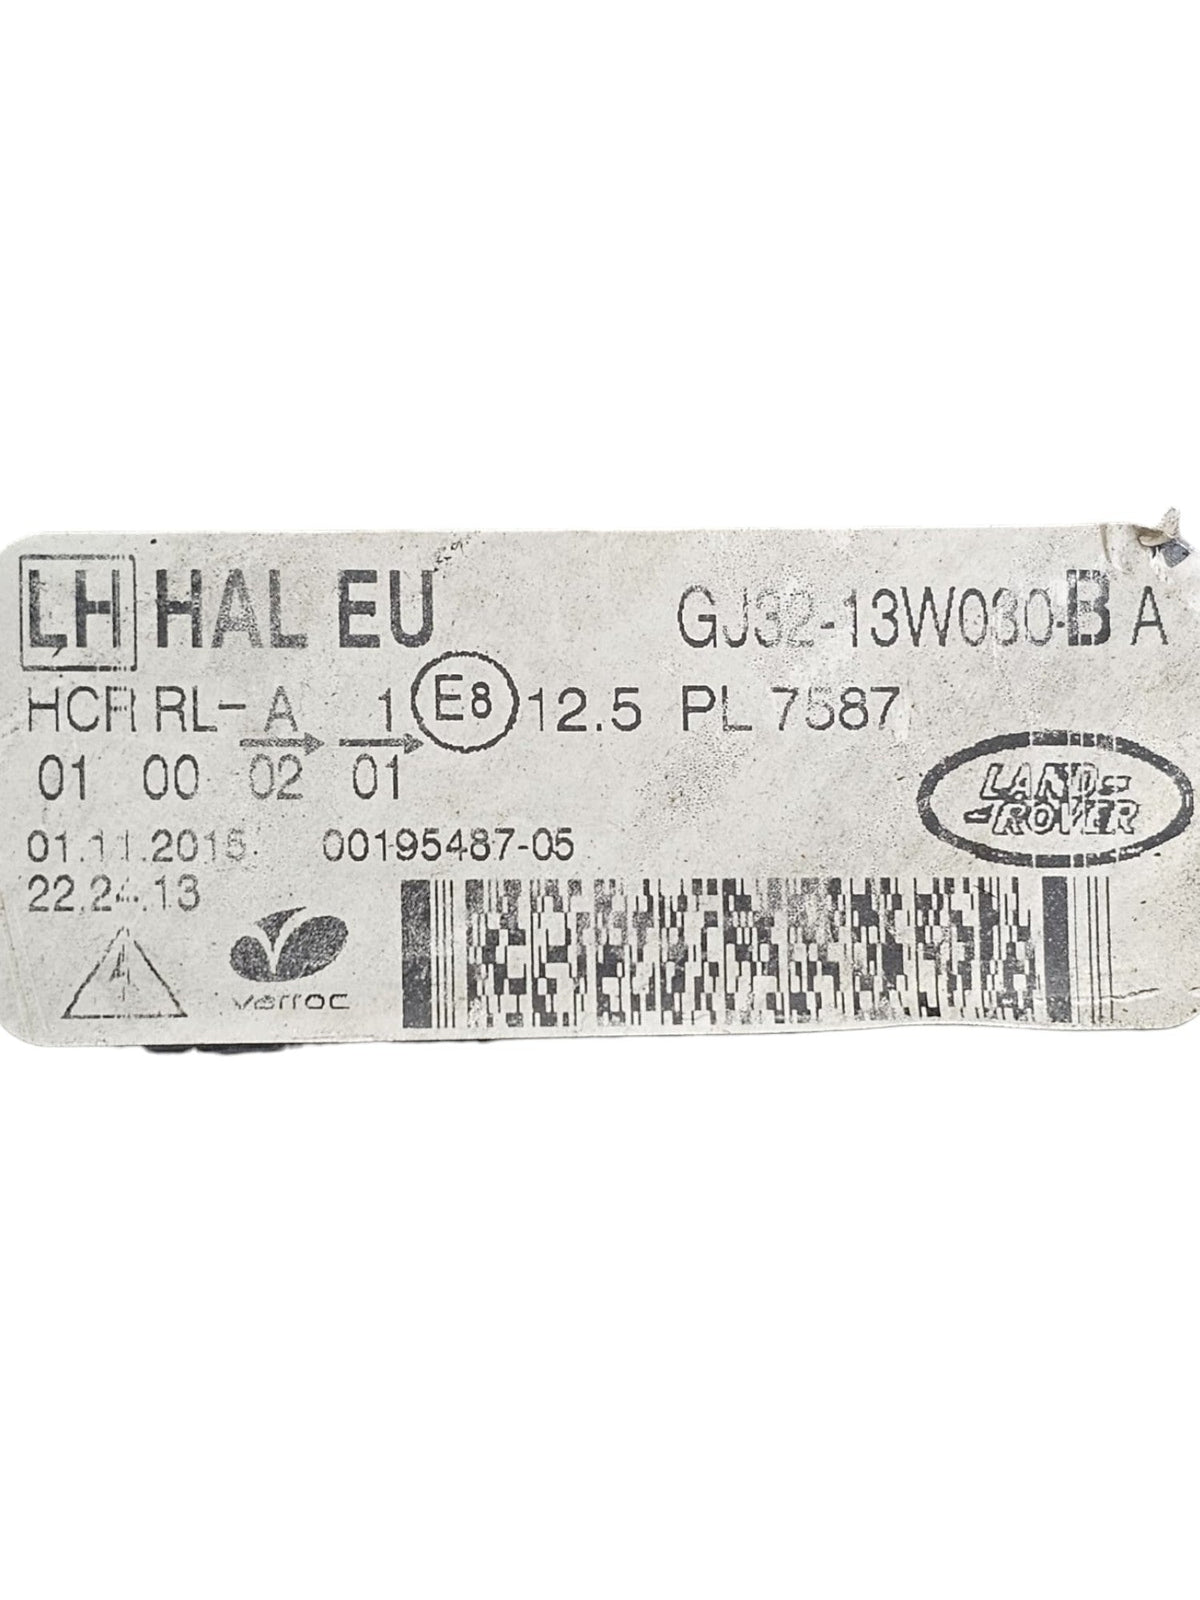 LH HAL EU GJ32-13W030-B A
HCR RL- A 1 E8 12.5 PL 7587
01 00 02 01
LAND-
-ROVER
01.11.2015 00195487-05
22.24.13
varroc